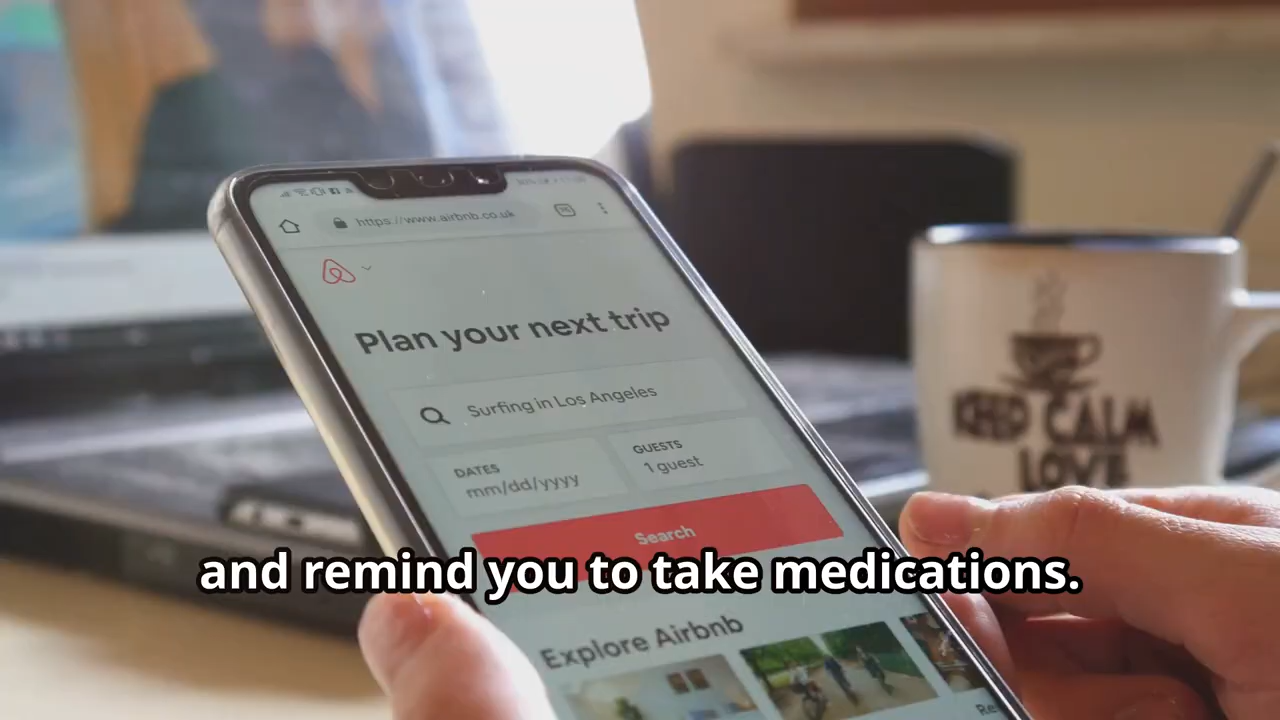 https://www.airbnb.co.uk
Plan your next trip
Surfing in Los Angeles
DATES
mm/dd/yyyy
GUESTS
1 guest
Search
KEEP CALM
LOVE
and remind you to take medications.
Explore Airbnb